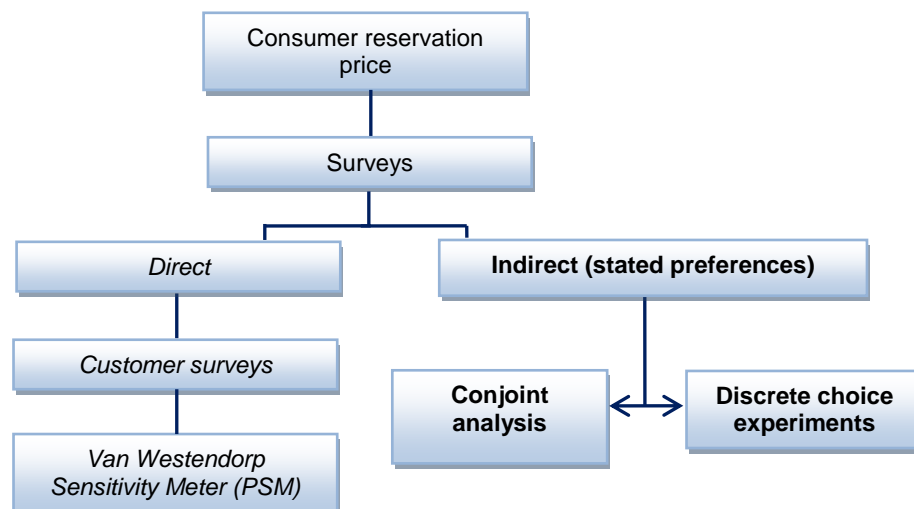 Consumer reservation
price
Surveys
Direct
Indirect (stated preferences)
Customer surveys
Conjoint
analysis
Discrete choice
experiments
Van Westendorp
Sensitivity Meter (PSM)